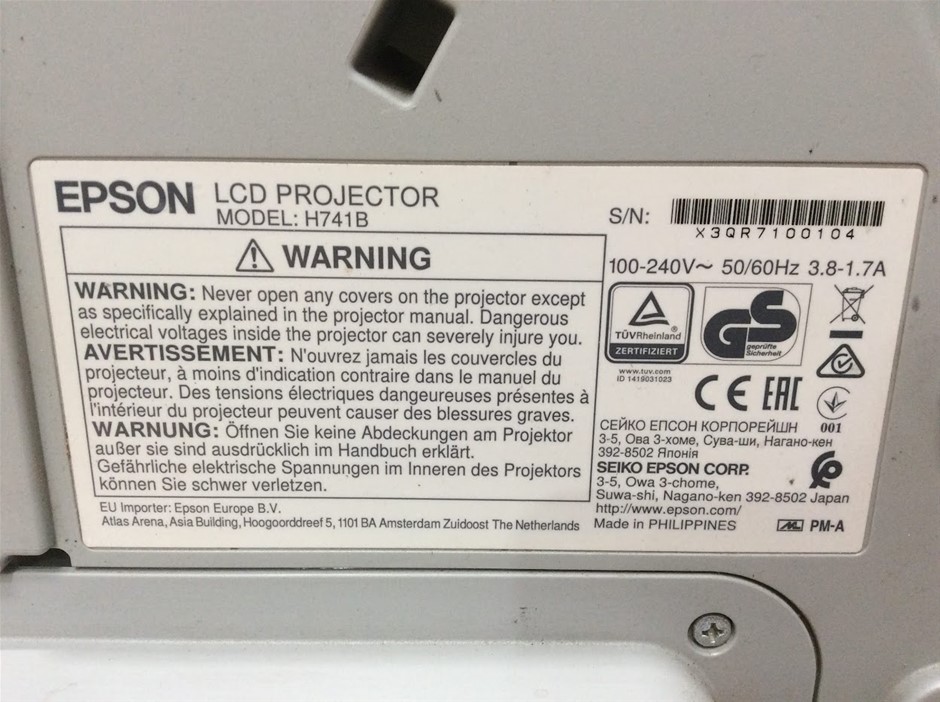 EPSON LCD PROJECTOR
MODEL: H741B
WARNING
WARNING: Never open any covers on the projector except
as specifically explained in the projector manual. Dangerous
electrical voltages inside the projector can severely injure you.
AVERTISSEMENT: N'ouvrez jamais les couvercles du
projecteur, à moins d'indication contraire dans le manuel du
projecteur. Des tensions électriques dangeureuses présentes à
l'intérieur du projecteur peuvent causer des blessures graves.
WARNUNG: Öffnen Sie keine Abdeckungen am Projektor
außer sie sind ausdrücklich im Handbuch erklärt.
Gefährliche elektrische Spannungen im Inneren des Projektors
können Sie schwer verletzen.
EU Importer: Epson Europe B.V.
Atlas Arena, Asia Building, Hoogoorddreef 5, 1101 BA Amsterdam Zuidoost The Netherlands
S/N:
X3QR7100104
100-240V~ 50/60Hz 3.8-1.7A
TÜVRheinland ®
ZERTIFIZIERT
www.tuv.com
ID 1419031023
GS
geprüfte
Sicherheit
CE EAC
001
СЕЙКО ЕПСОН КОРПОРЕЙШН
3-5, Ова 3-хоме, Сува-ши, Нагано-кен
392-8502 Японія
SEIKO EPSON CORP.
3-5, Owa 3-chome,
Suwa-shi, Nagano-ken 392-8502 Japan
http://www.epson.com/
Made in PHILIPPINES
PM-A